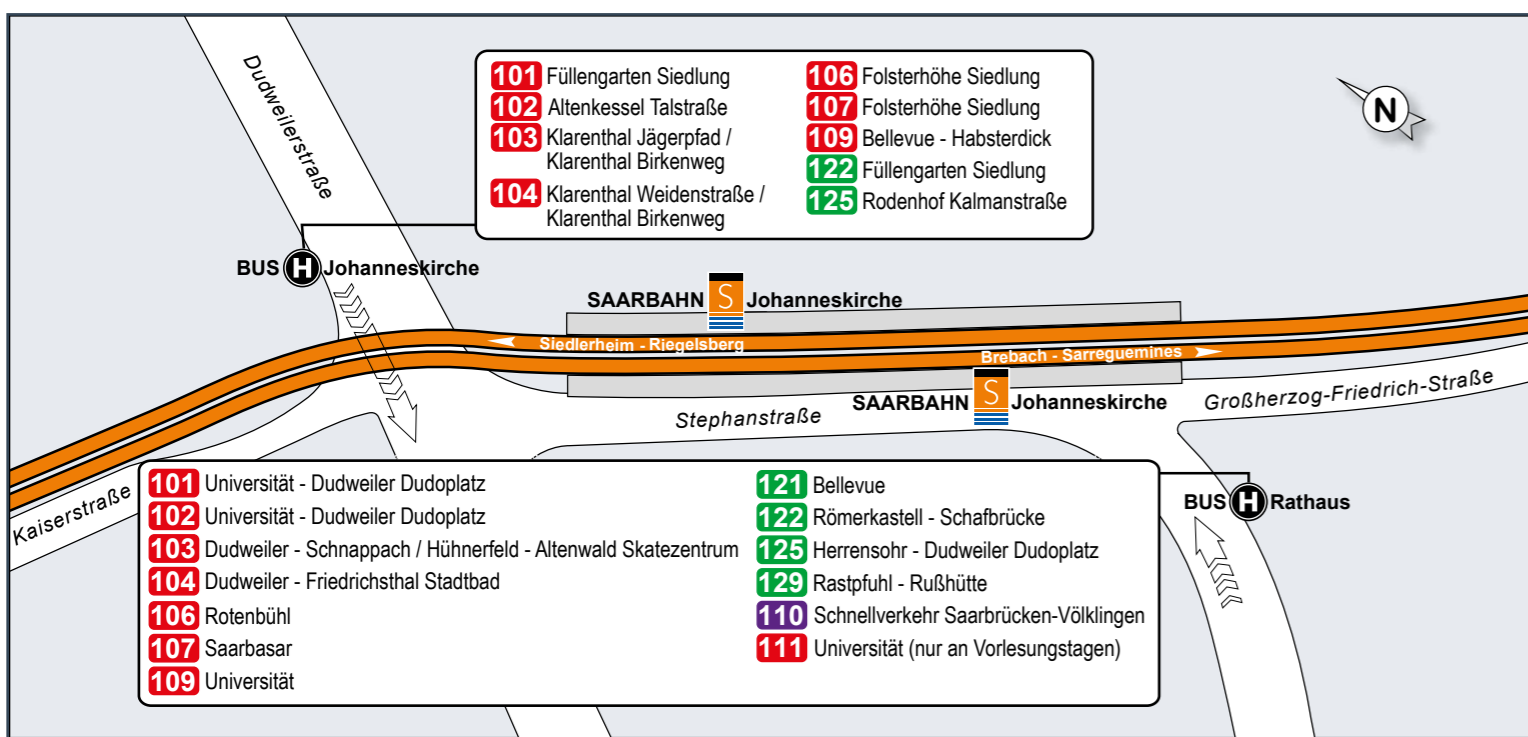 Dudweilerstraße
101 Füllengarten Siedlung
102 Altenkessel Talstraße
103 Klarenthal Jägerpfad /
Klarenthal Birkenweg
104 Klarenthal Weidenstraße /
Klarenthal Birkenweg
106 Folsterhöhe Siedlung
107 Folsterhöhe Siedlung
109 Bellevue - Habsterdick
122 Füllengarten Siedlung
125 Rodenhof Kalmanstraße
N
BUS H Johanneskirche
SAARBAHN S Johanneskirche
Siedlerheim - Riegelsberg
Brebach - Sarreguemines
SAARBAHN S Johanneskirche
Stephanstraße
Großherzog-Friedrich-Straße
Kaiserstraße
101 Universität - Dudweiler Dudoplatz
102 Universität - Dudweiler Dudoplatz
103 Dudweiler - Schnappach / Hühnerfeld - Altenwald Skatezentrum
104 Dudweiler - Friedrichsthal Stadtbad
106 Rotenbühl
107 Saarbasar
109 Universität
121 Bellevue
122 Römerkastell - Schafbrücke
125 Herrensohr - Dudweiler Dudoplatz
129 Rastpfuhl - Rußhütte
110 Schnellverkehr Saarbrücken-Völklingen
111 Universität (nur an Vorlesungstagen)
BUS H Rathaus